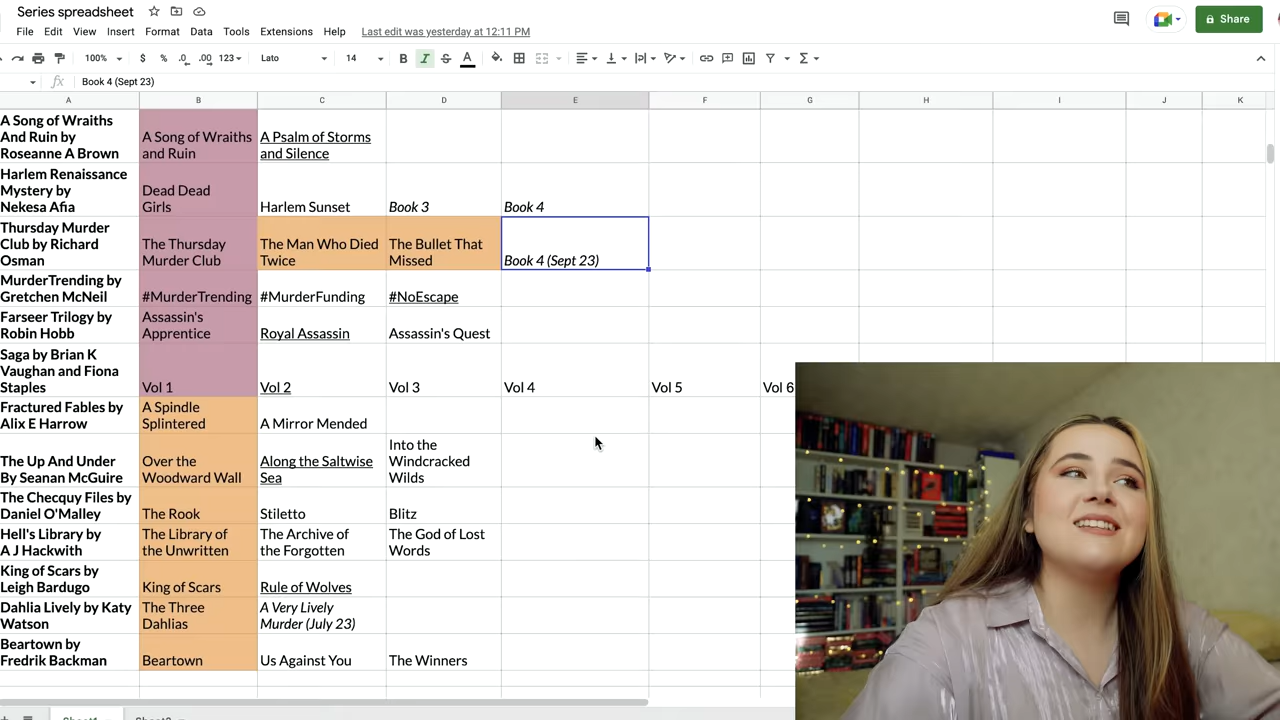 Series spreadsheet
File Edit View Insert Format Data Tools Extensions Help Last edit was yesterday at 12:11 PM
Share
100% $ % .0 .00 123 Lato 14 B I S A
fx Book 4 (Sept 23)
A B C D E F G H I J K
A Song of Wraiths
And Ruin by
Roseanne A Brown
A Song of Wraiths
and Ruin
A Psalm of Storms
and Silence
Harlem Renaissance
Mystery by
Nekesa Afia
Dead Dead
Girls
Harlem Sunset
Book 3
Book 4
Thursday Murder
Club by Richard
Osman
The Thursday
Murder Club
The Man Who Died
Twice
The Bullet That
Missed
Book 4 (Sept 23)
MurderTrending by
Gretchen McNeil
#MurderTrending
#MurderFunding
#NoEscape
Farseer Trilogy by
Robin Hobb
Assassin's
Apprentice
Royal Assassin
Assassin's Quest
Saga by Brian K
Vaughan and Fiona
Staples
Vol 1
Vol 2
Vol 3
Vol 4
Vol 5
Vol 6
Fractured Fables by
Alix E Harrow
A Spindle
Splintered
A Mirror Mended
The Up And Under
By Seanan McGuire
Over the
Woodward Wall
Along the Saltwise
Sea
Into the
Windcracked
Wilds
The Checquy Files by
Daniel O'Malley
The Rook
Stiletto
Blitz
Hell's Library by
A J Hackwith
The Library of
the Unwritten
The Archive of
the Forgotten
The God of Lost
Words
King of Scars by
Leigh Bardugo
King of Scars
Rule of Wolves
Dahlia Lively by Katy
Watson
The Three
Dahlias
A Very Lively
Murder (July 23)
Beartown by
Fredrik Backman
Beartown
Us Against You
The Winners
Sheet1 Sheet2